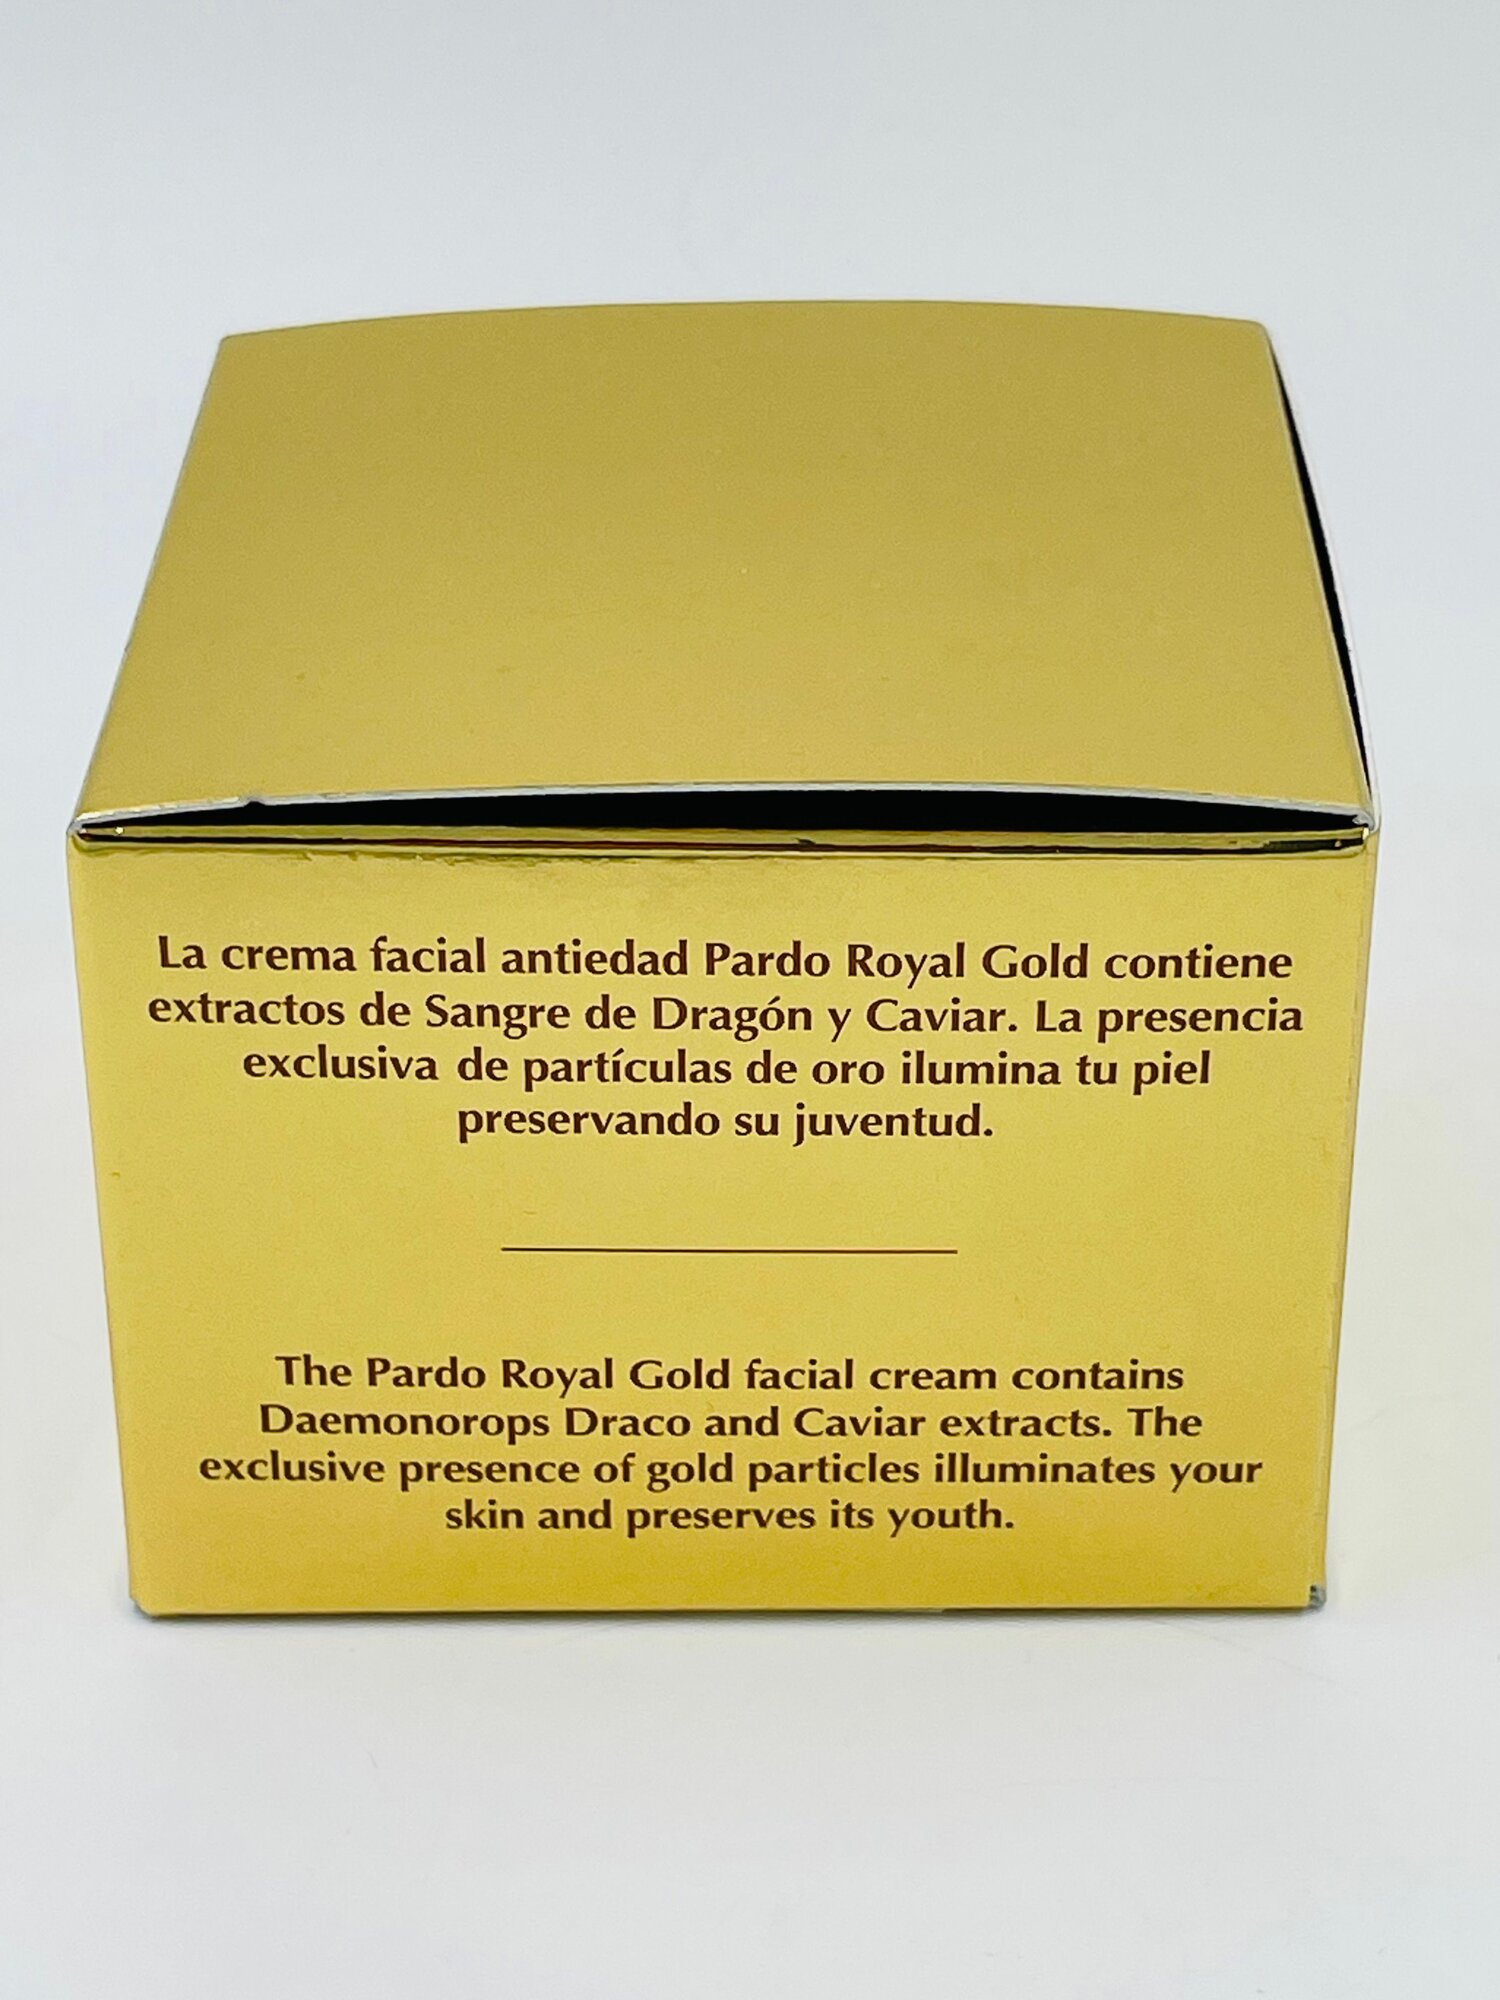 La crema facial antiedad Pardo Royal Gold contiene
extractos de Sangre de Dragón y Caviar. La presencia
exclusiva de partículas de oro ilumina tu piel
preservando su juventud.
The Pardo Royal Gold facial cream contains
Daemonorops Draco and Caviar extracts. The
exclusive presence of gold particles illuminates your
skin and preserves its youth.